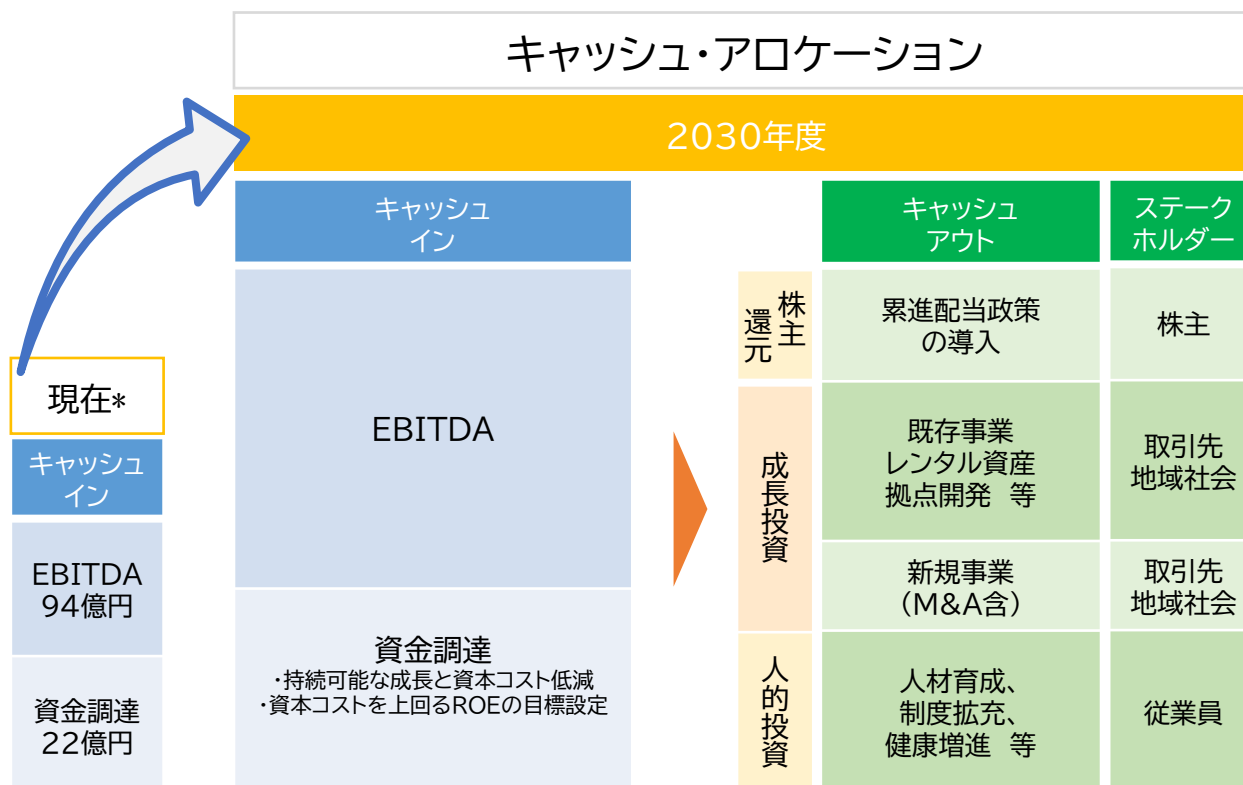 キャッシュ・アロケーション
2030年度
現在*
キャッシュ
イン
EBITDA
94億円
資金調達
22億円
キャッシュ
イン
EBITDA
資金調達
・持続可能な成長と資本コスト低減
・資本コストを上回るROEの目標設定
キャッシュ
アウト
ステーク
ホルダー
株主
還元
累進配当政策
の導入
株主
成長投資
既存事業
レンタル資産
拠点開発 等
取引先
地域社会
新規事業
(M&A含)
取引先
地域社会
人的投資
人材育成、
制度拡充、
健康増進 等
従業員